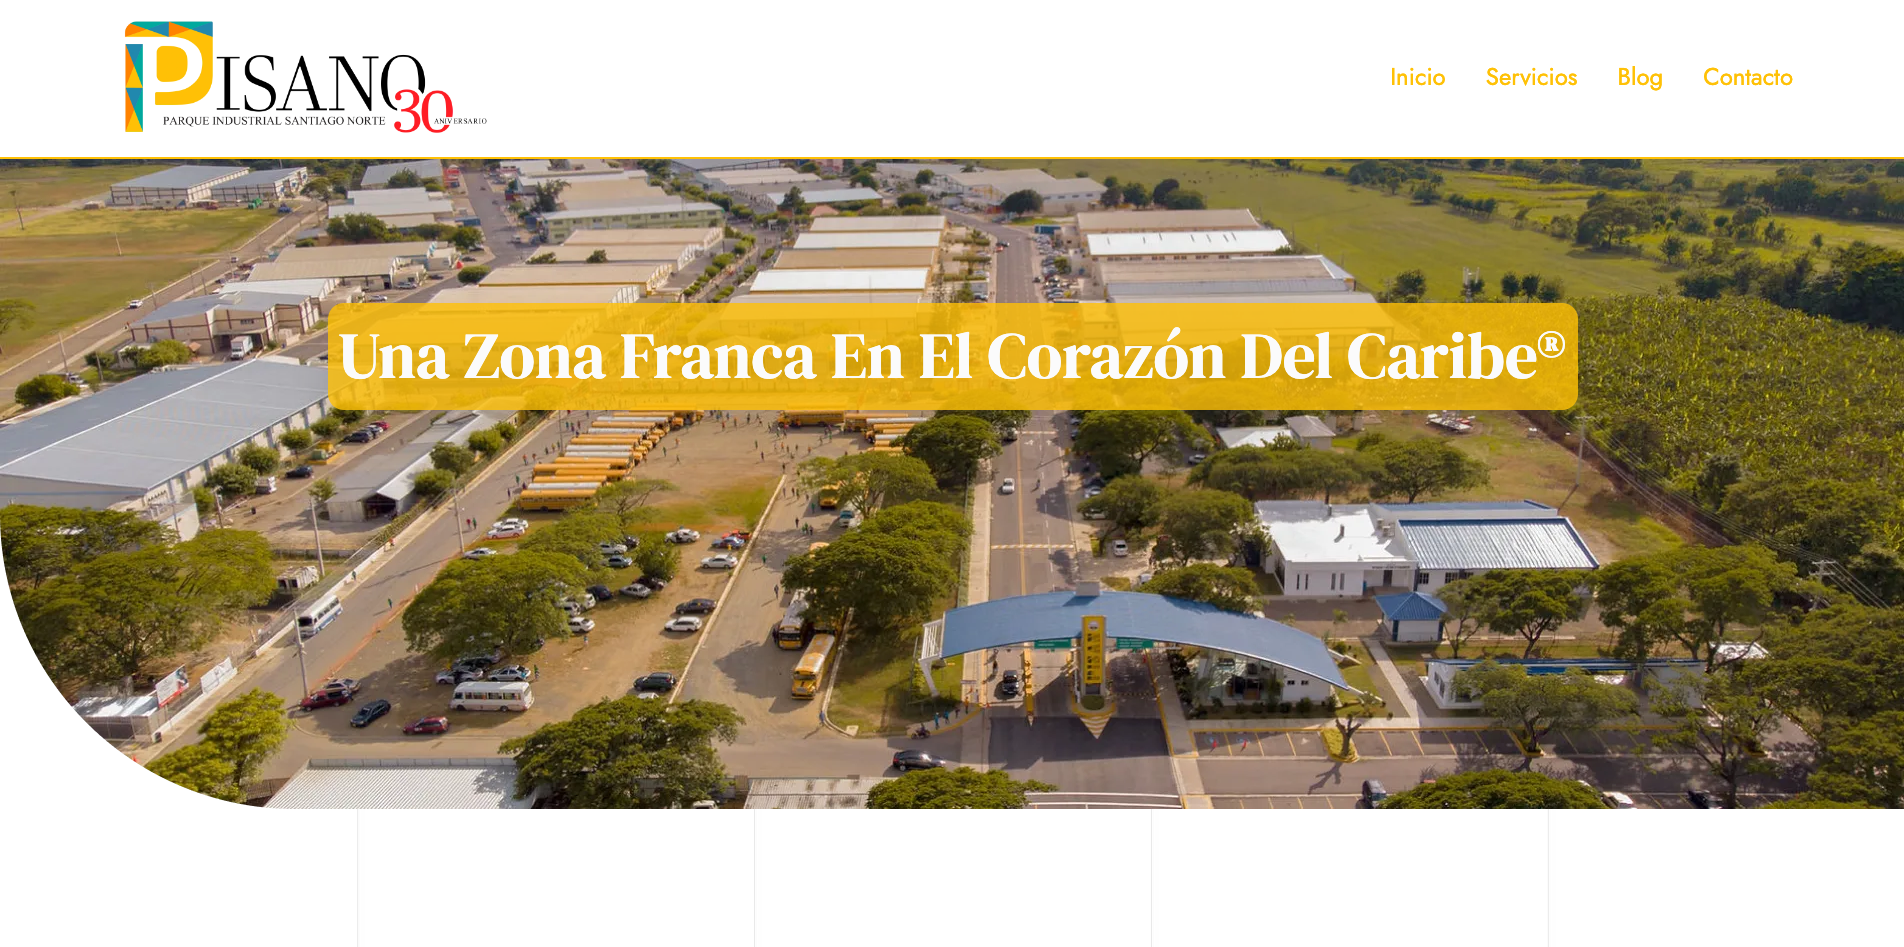 PISANO
30
PARQUE INDUSTRIAL SANTIAGO NORTE
ANIVERSARIO
Inicio
Servicios
Blog
Contacto
Una Zona Franca En El Corazón Del Caribe®